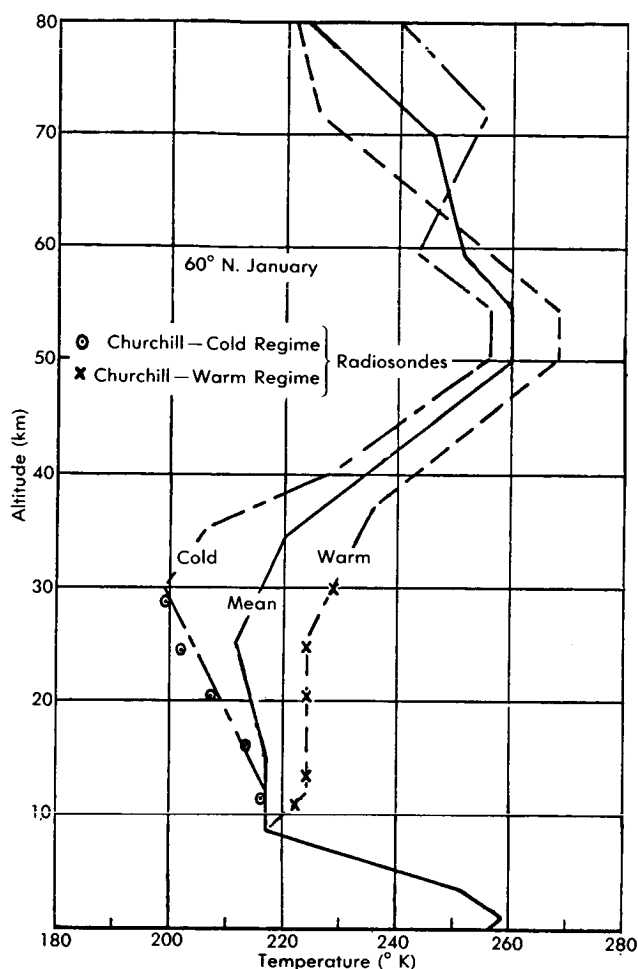 80
70
60
60° N. January
Churchill — Cold Regime
Churchill — Warm Regime
Radiosondes
50
Altitude (km)
40
Cold
Warm
30
Mean
20
10
180
200
220
240
260
280
Temperature (° K)